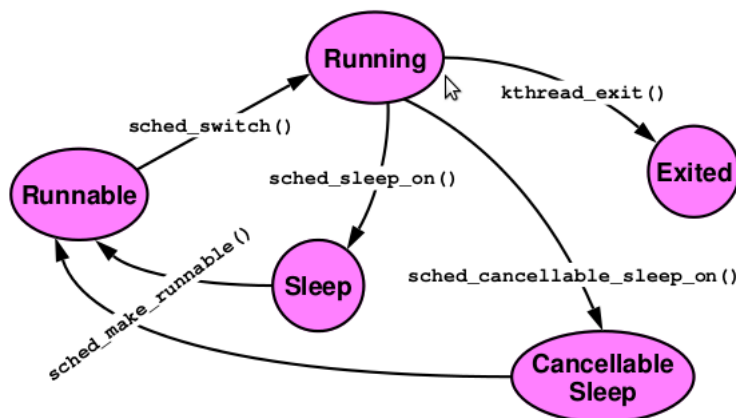 Running
kthread_exit()
sched_switch()
Exited
sched_sleep_on()
Runnable
sched_make_runnable()
Sleep
sched_cancellable_sleep_on()
Cancellable
Sleep